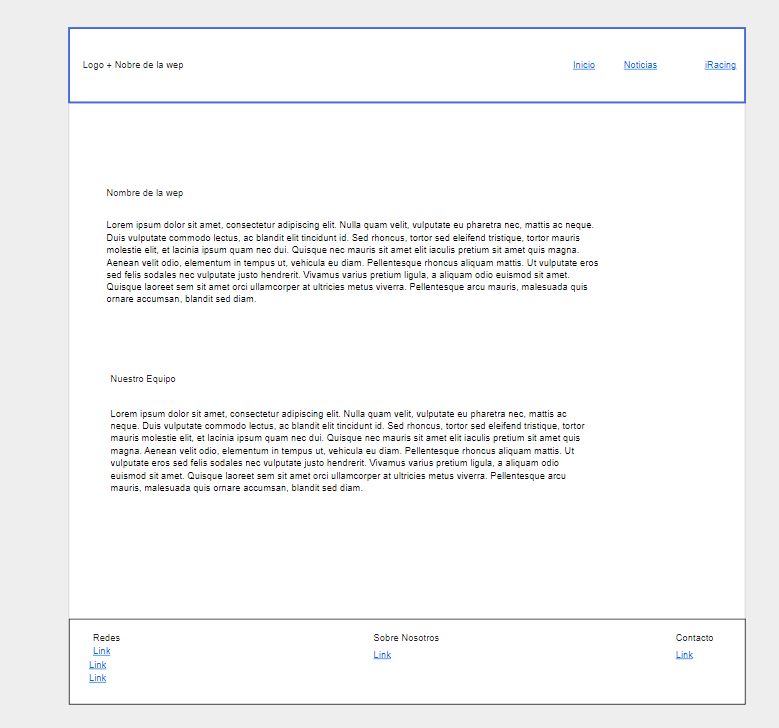 Logo + Nobre de la wep
Inicio
Noticias
iRacing
Nombre de la wep
Lorem ipsum dolor sit amet, consectetur adipiscing elit. Nulla quam velit, vulputate eu pharetra nec, mattis ac neque.
Duis vulputate commodo lectus, ac blandit elit tincidunt id. Sed rhoncus, tortor sed eleifend tristique, tortor mauris
molestie elit, et lacinia ipsum quam nec dui. Quisque nec mauris sit amet elit iaculis pretium sit amet quis magna.
Aenean velit odio, elementum in tempus ut, vehicula eu diam. Pellentesque rhoncus aliquam mattis. Ut vulputate eros
sed felis sodales nec vulputate justo hendrerit. Vivamus varius pretium ligula, a aliquam odio euismod sit amet.
Quisque laoreet sem sit amet orci ullamcorper at ultricies metus viverra. Pellentesque arcu mauris, malesuada quis
ornare accumsan, blandit sed diam.
Nuestro Equipo
Lorem ipsum dolor sit amet, consectetur adipiscing elit. Nulla quam velit, vulputate eu pharetra nec, mattis ac
neque. Duis vulputate commodo lectus, ac blandit elit tincidunt id. Sed rhoncus, tortor sed eleifend tristique, tortor
mauris molestie elit, et lacinia ipsum quam nec dui. Quisque nec mauris sit amet elit iaculis pretium sit amet quis
magna. Aenean velit odio, elementum in tempus ut, vehicula eu diam. Pellentesque rhoncus aliquam mattis. Ut
vulputate eros sed felis sodales nec vulputate justo hendrerit. Vivamus varius pretium ligula, a aliquam odio
euismod sit amet. Quisque laoreet sem sit amet orci ullamcorper at ultricies metus viverra. Pellentesque arcu
mauris, malesuada quis ornare accumsan, blandit sed diam.
Redes
Link
Link
Link
Sobre Nosotros
Link
Contacto
Link